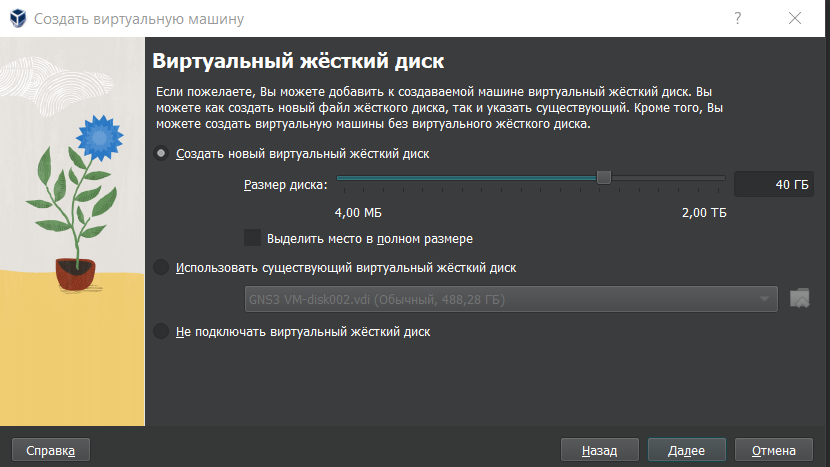 Создать виртуальную машину
?
Виртуальный жёсткий диск
Если пожелаете, Вы можете добавить к создаваемой машине виртуальный жёсткий диск. Вы
можете как создать новый файл жёсткого диска, так и указать существующий. Кроме того, Вы
можете создать виртуальную машины без виртуального жёсткого диска.
Создать новый виртуальный жёсткий диск
Размер диска:
40 ГБ
4,00 МБ 2,00 ТБ
Выделить место в полном размере
Использовать существующий виртуальный жёсткий диск
GNS3 VM-disk002.vdi (Обычный, 488,28 ГБ)
Не подключать виртуальный жёсткий диск
Справка Назад Далее Отмена